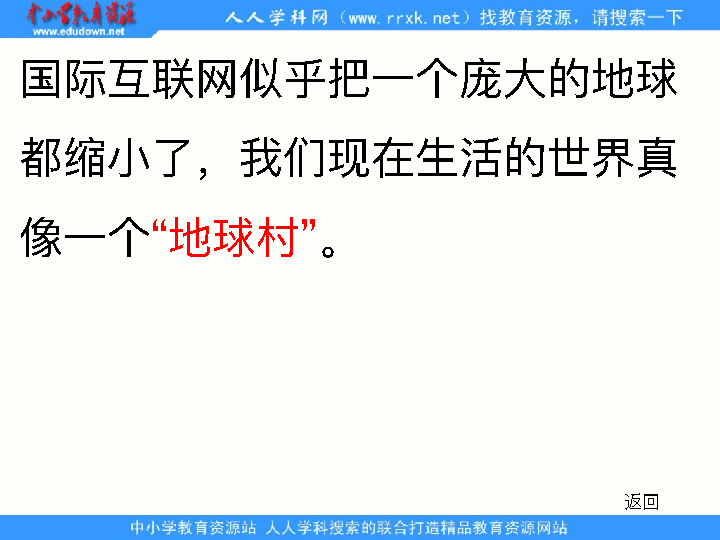 中小学教育资源
www.edudown.net
人人学科网（www.rrxk.net）找教育资源，请搜索一下
国际互联网似乎把一个庞大的地球
都缩小了，我们现在生活的世界真
像一个“地球村”。
返回
中小学教育资源站 人人学科搜索的联合打造精品教育资源网站